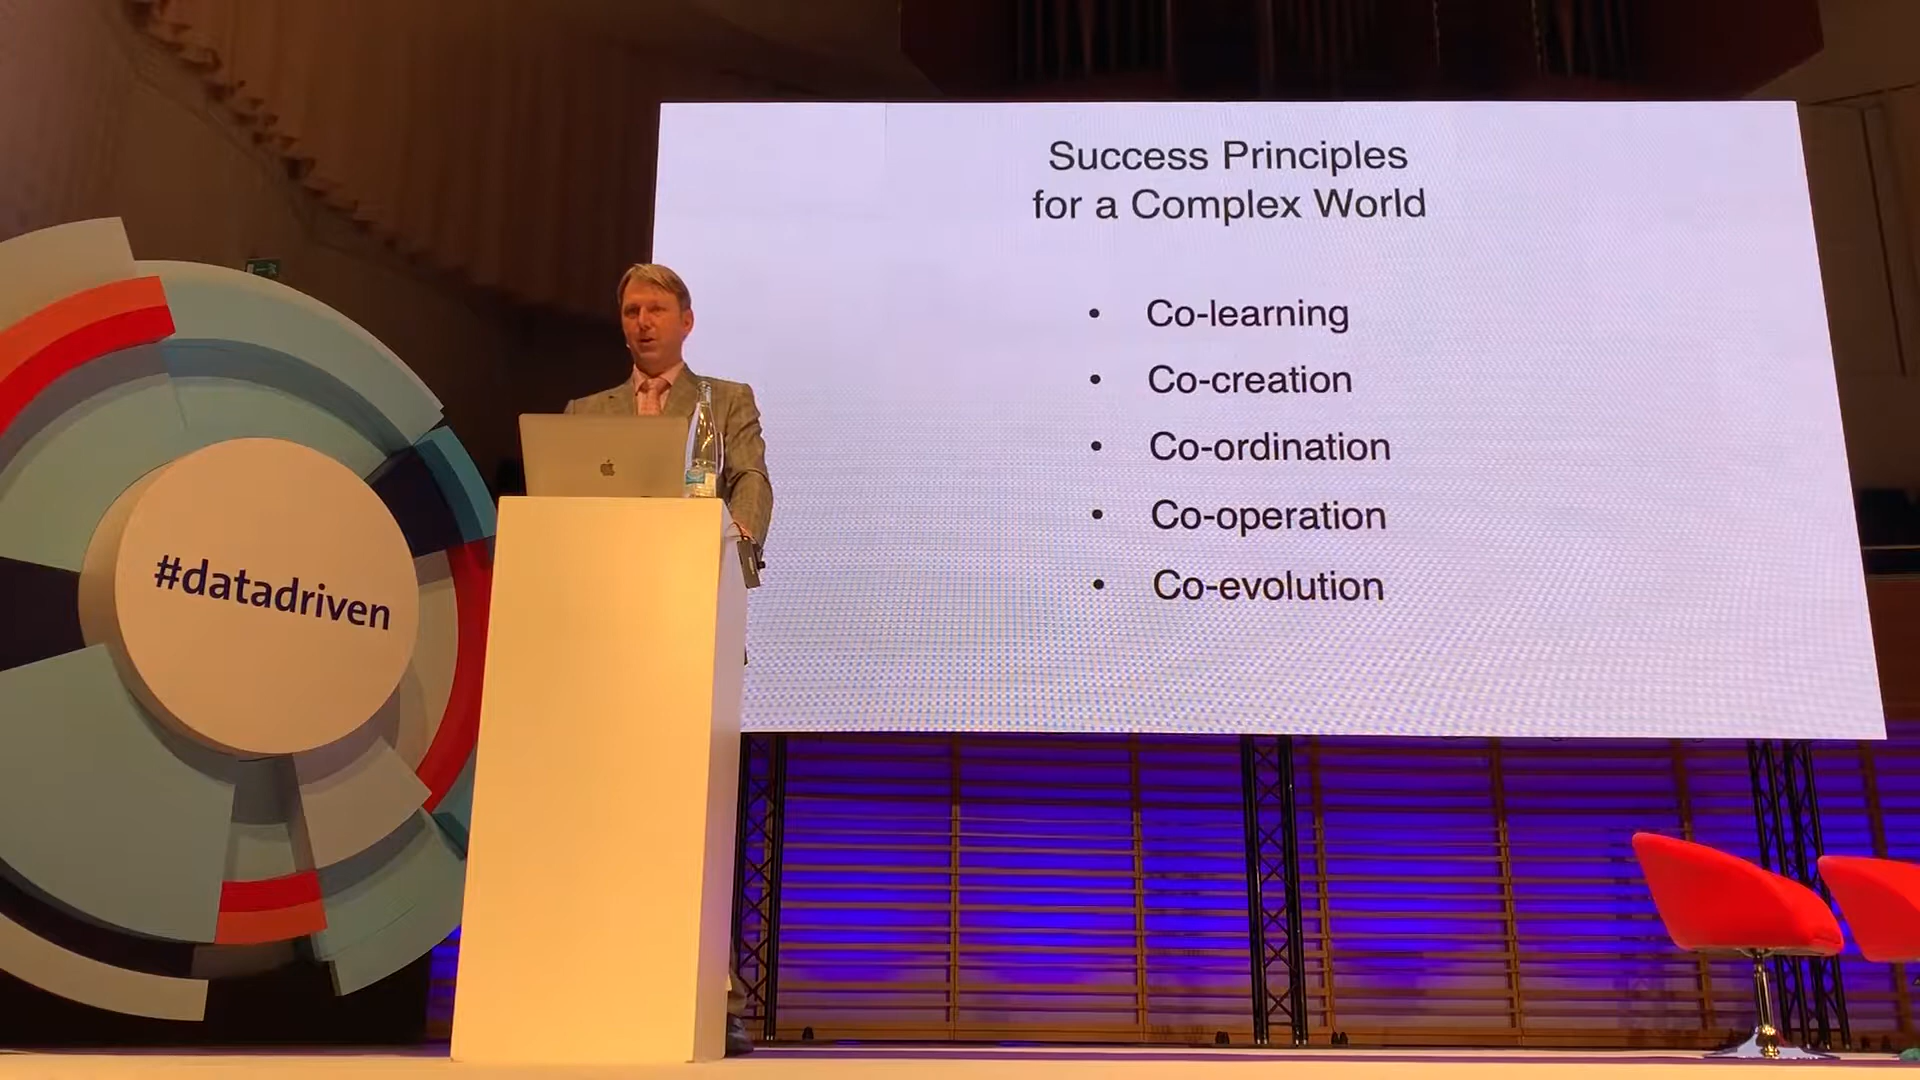 Success Principles
for a Complex World
• Co-learning
• Co-creation
• Co-ordination
• Co-operation
• Co-evolution
#datadriven